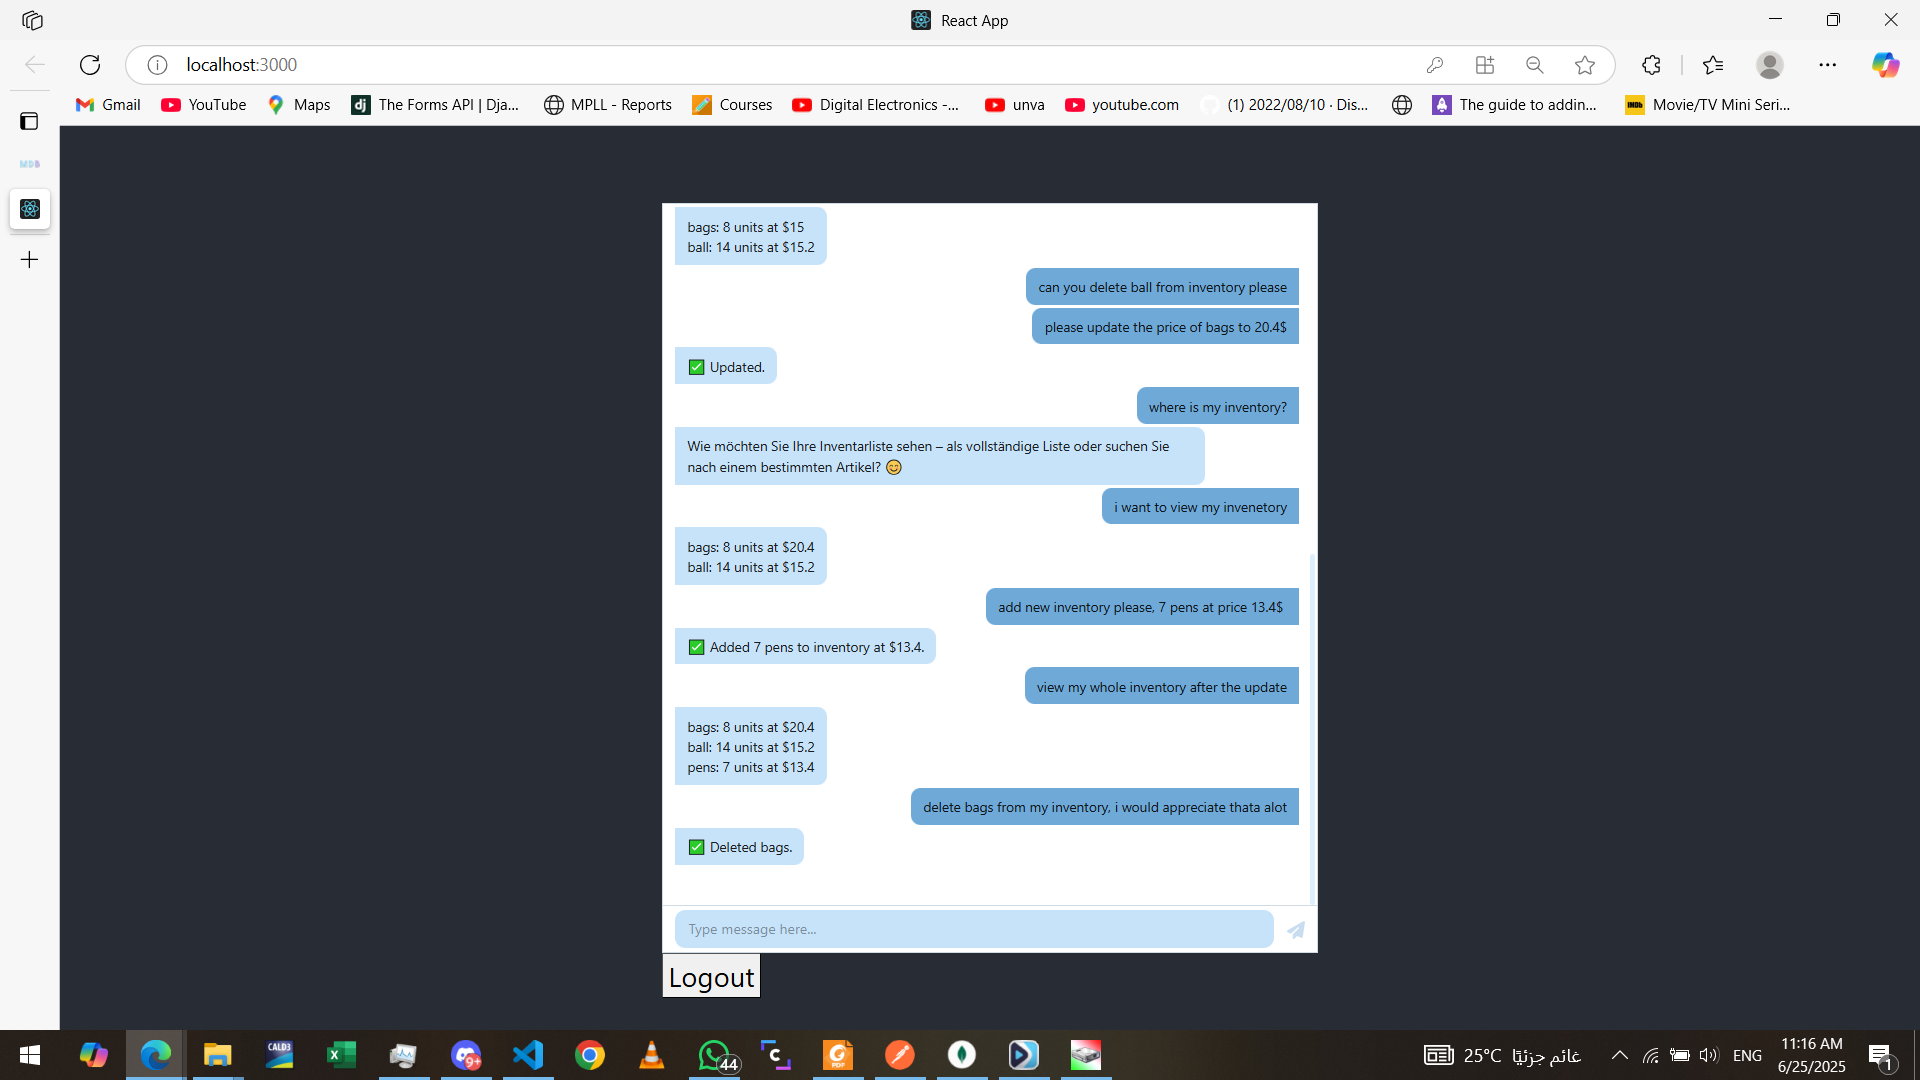 React App
localhost:3000
Gmail
YouTube
Maps
dj
The Forms API | Dja...
MPLL - Reports
Courses
Digital Electronics -...
unva
youtube.com
(1) 2022/08/10 · Dis...
The guide to addin...
IMDb
Movie/TV Mini Seri...
MDB
bags: 8 units at $15
ball: 14 units at $15.2
can you delete ball from inventory please
please update the price of bags to 20.4$
✅ Updated.
where is my inventory?
Wie möchten Sie Ihre Inventarliste sehen – als vollständige Liste oder suchen Sie
nach einem bestimmten Artikel? 😊
i want to view my invenetory
bags: 8 units at $20.4
ball: 14 units at $15.2
add new inventory please, 7 pens at price 13.4$
✅ Added 7 pens to inventory at $13.4.
view my whole inventory after the update
bags: 8 units at $20.4
ball: 14 units at $15.2
pens: 7 units at $13.4
delete bags from my inventory, i would appreciate thata alot
✅ Deleted bags.
Type message here...
Logout
CALD3
9+
44
PDF
25°C غائم جزئيًا
ENG
11:16 AM
6/25/2025
1